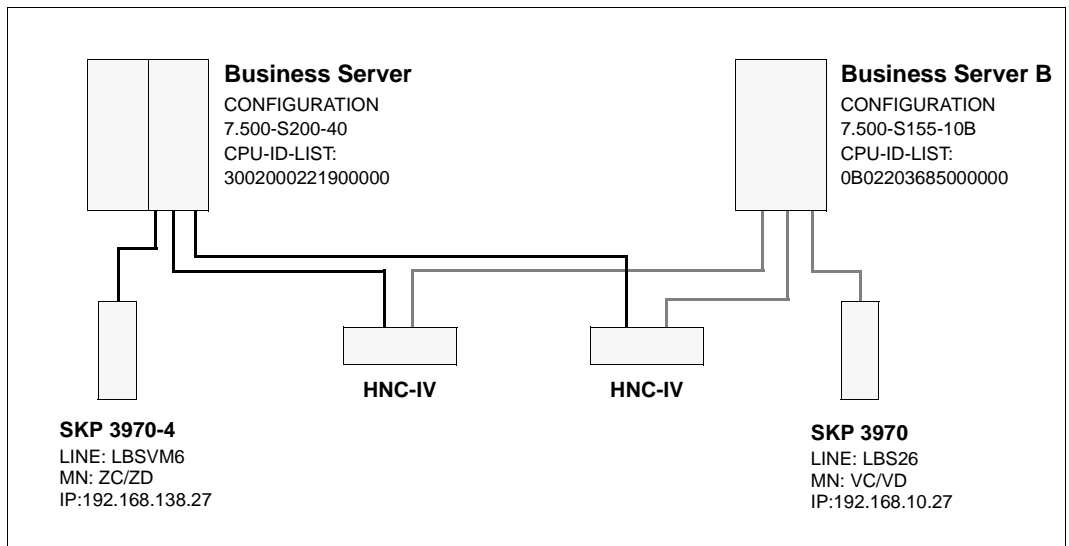 Business Server
CONFIGURATION
7.500-S200-40
CPU-ID-LIST:
3002000221900000
Business Server B
CONFIGURATION
7.500-S155-10B
CPU-ID-LIST:
0B02203685000000
HNC-IV
HNC-IV
SKP 3970-4
LINE: LBSVM6
MN: ZC/ZD
IP:192.168.138.27
SKP 3970
LINE: LBS26
MN: VC/VD
IP:192.168.10.27